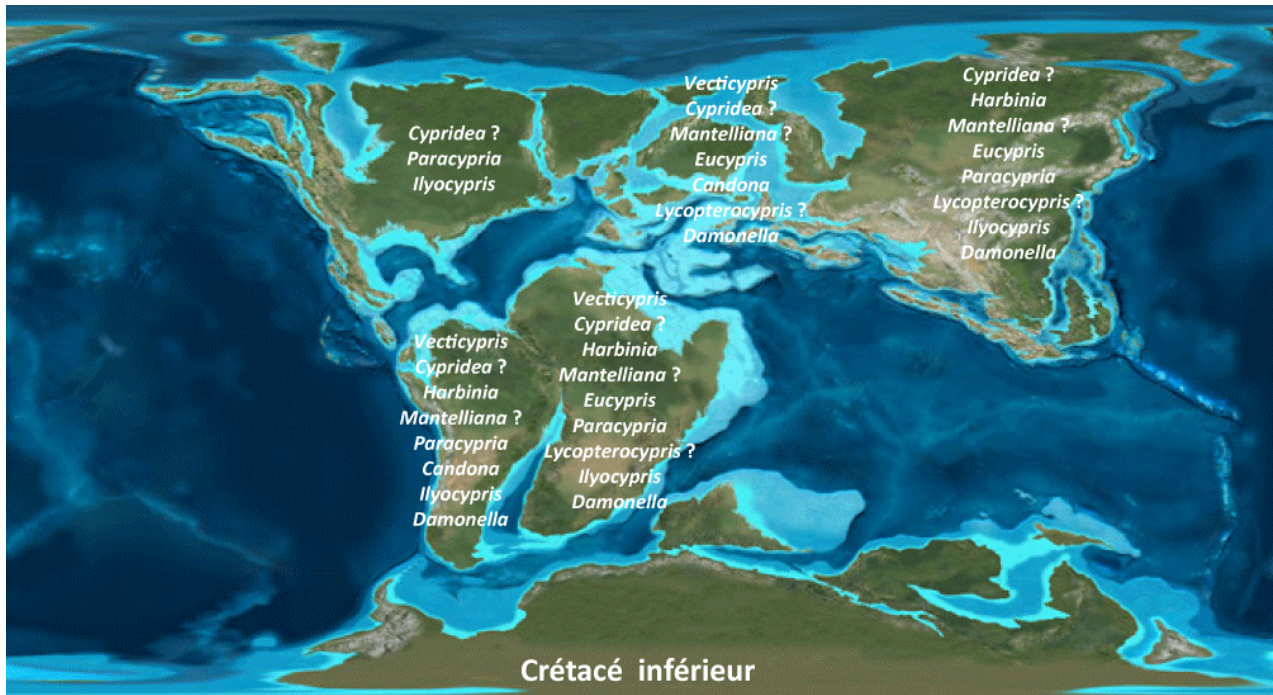 Cypridea ?
Paracypria
Ilyocypris
Vecticypris
Cypridea ?
Mantelliana ?
Eucypris
Candona
Lycopterocypris ?
Damonella
Cypridea ?
Harbinia
Mantelliana ?
Eucypris
Paracypria
Lycopterocypris ?
Ilyocypris
Damonella
Vecticypris
Cypridea ?
Harbinia
Mantelliana ?
Paracypria
Candona
Ilyocypris
Damonella
Vecticypris
Cypridea ?
Harbinia
Mantelliana ?
Eucypris
Paracypria
Lycopterocypris ?
Ilyocypris
Damonella
Crétacé inférieur